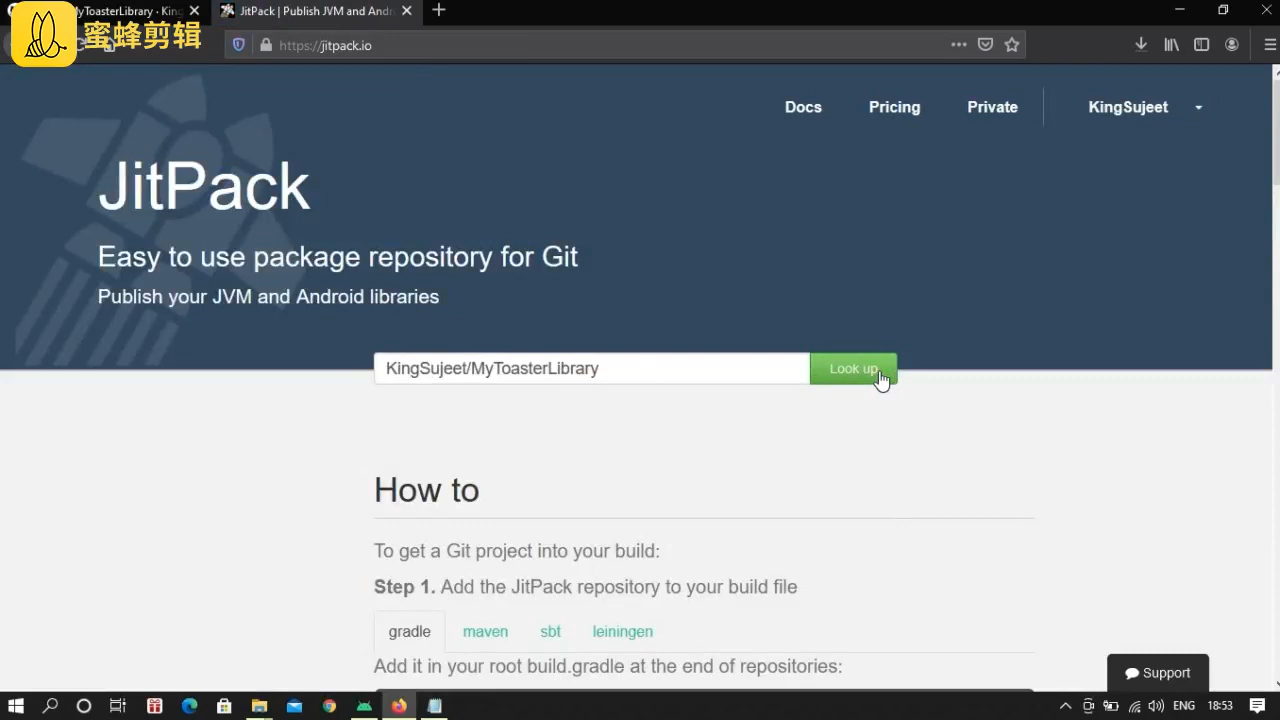 MyToasterLibrary · King
JitPack | Publish JVM and Andr
蜜蜂剪辑
https://jitpack.io
Docs
Pricing
Private
KingSujeet
JitPack
Easy to use package repository for Git
Publish your JVM and Android libraries
KingSujeet/MyToasterLibrary
Look up
How to
To get a Git project into your build:
Step 1. Add the JitPack repository to your build file
gradle
maven
sbt
leiningen
Add it in your root build.gradle at the end of repositories:
Support
ENG
18:53